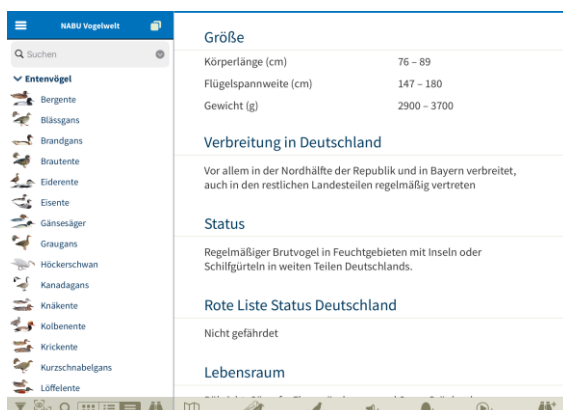 NABU Vogelwelt
Suchen
Entenvögel
Bergente
Blässgans
Brandgans
Brautente
Eiderente
Eisente
Gänsesäger
Graugans
Höckerschwan
Kanadagans
Knäkente
Kolbenente
Krickente
Kurzschnabelgans
Löffelente
Größe
Körperlänge (cm) 76 – 89
Flügelspannweite (cm) 147 – 180
Gewicht (g) 2900 – 3700
Verbreitung in Deutschland
Vor allem in der Nordhälfte der Republik und in Bayern verbreitet,
auch in den restlichen Landesteilen regelmäßig vertreten
Status
Regelmäßiger Brutvogel in Feuchtgebieten mit Inseln oder
Schilfgürteln in weiten Teilen Deutschlands.
Rote Liste Status Deutschland
Nicht gefährdet
Lebensraum